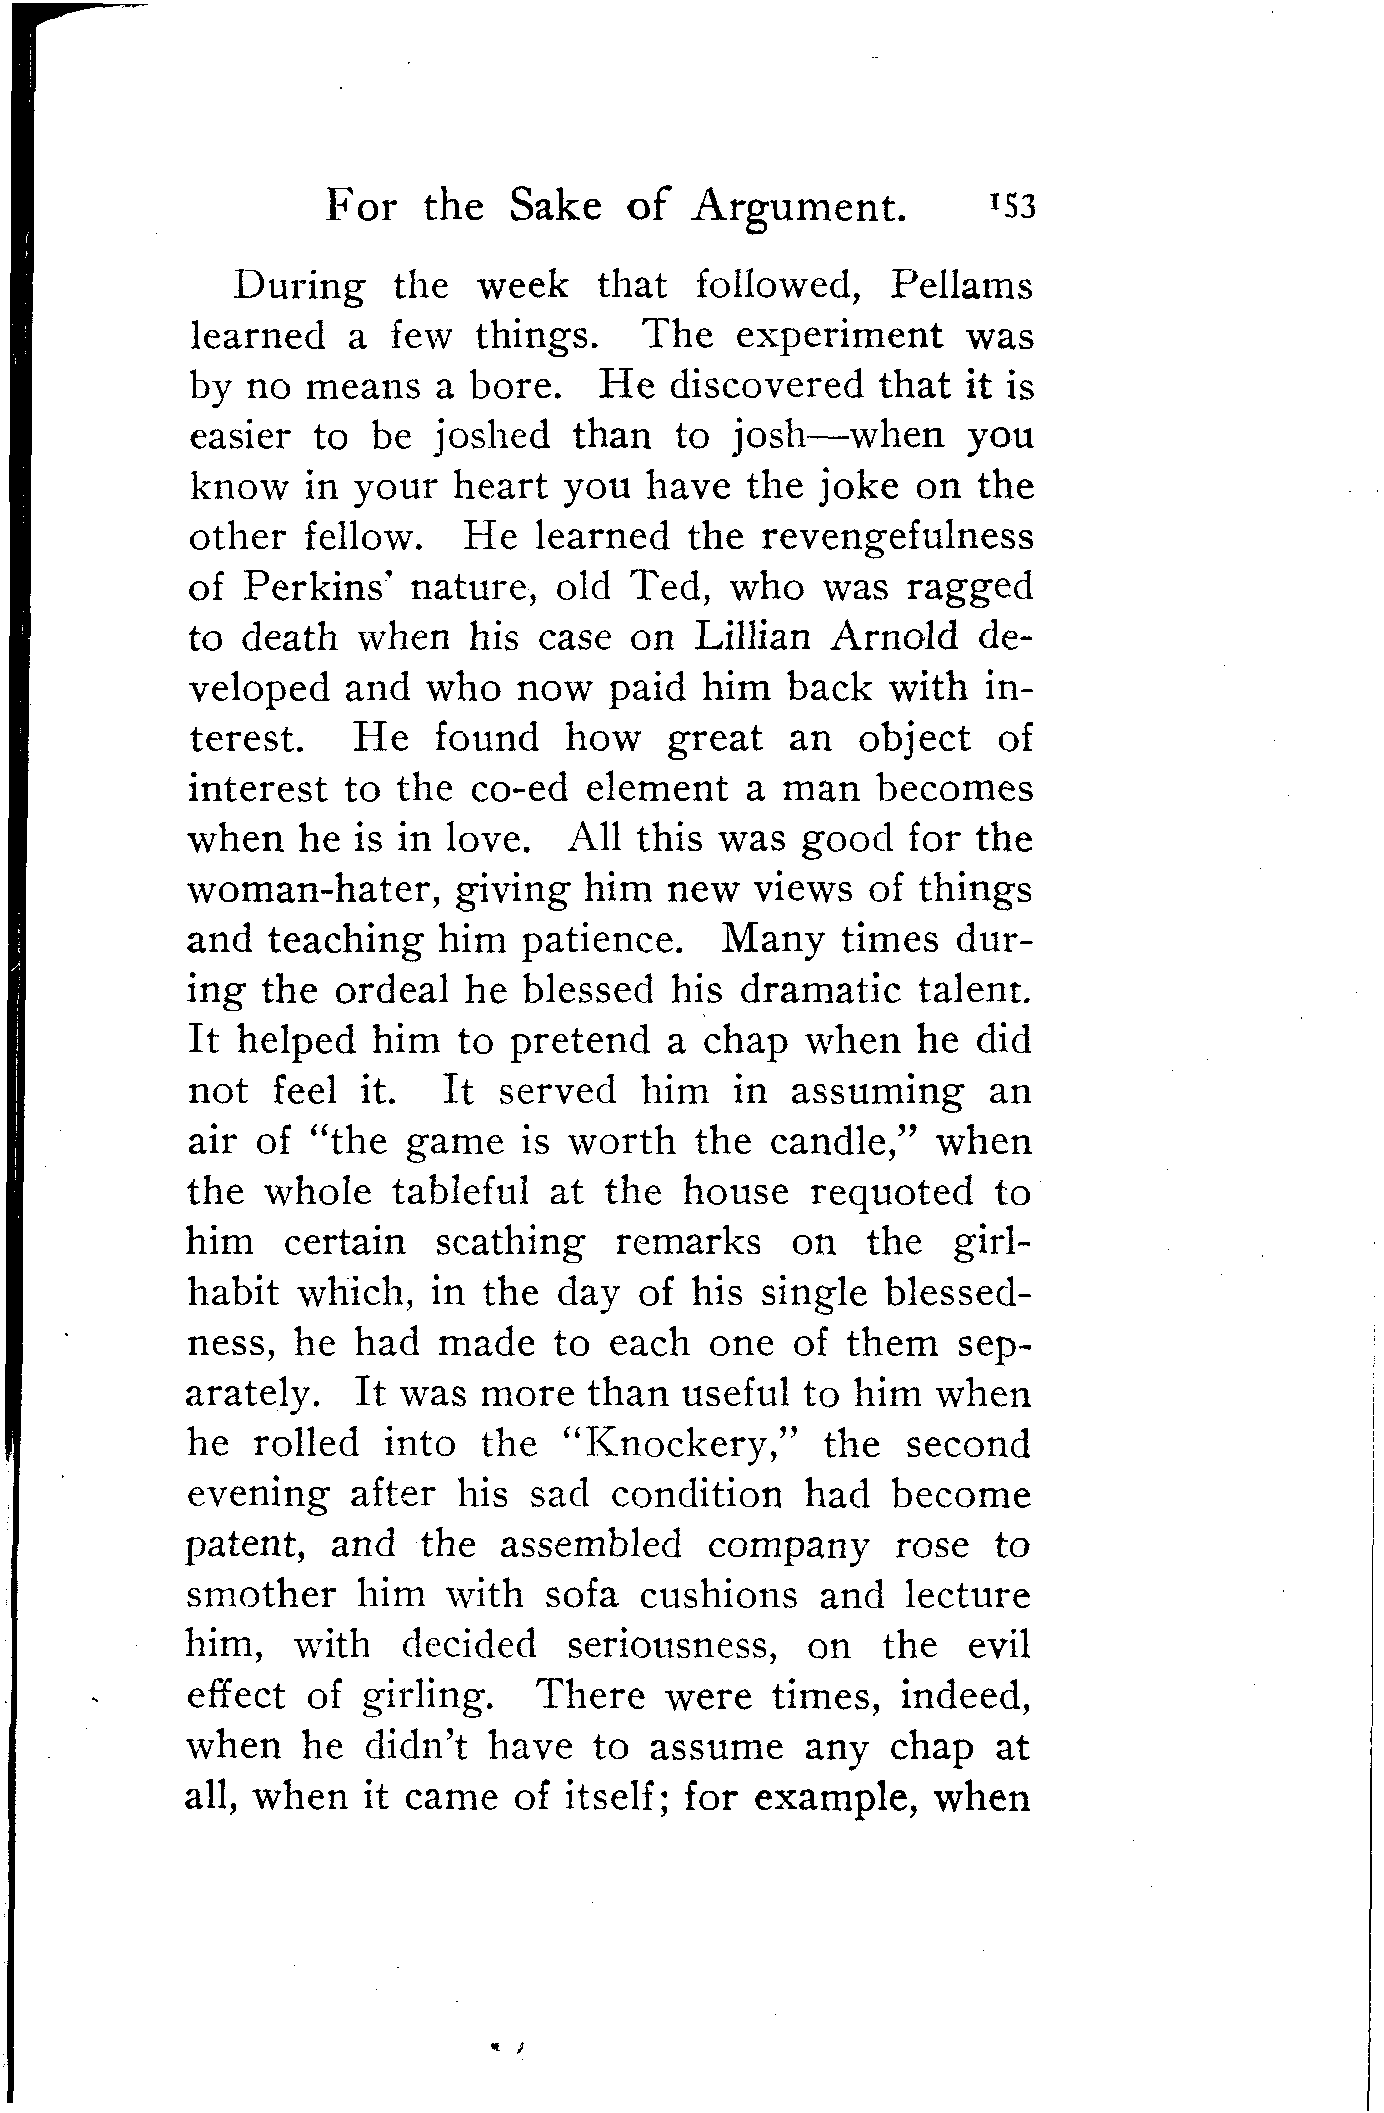 For the Sake of Argument. 153
During the week that followed, Pellams
learned a few things. The experiment was
by no means a bore. He discovered that it is
easier to be joshed than to josh—when you
know in your heart you have the joke on the
other fellow. He learned the revengefulness
of Perkins' nature, old Ted, who was ragged
to death when his case on Lillian Arnold de-
veloped and who now paid him back with in-
terest. He found how great an object of
interest to the co-ed element a man becomes
when he is in love. All this was good for the
woman-hater, giving him new views of things
and teaching him patience. Many times dur-
ing the ordeal he blessed his dramatic talent.
It helped him to pretend a chap when he did
not feel it. It served him in assuming an
air of "the game is worth the candle," when
the whole tableful at the house requoted to
him certain scathing remarks on the girl-
habit which, in the day of his single blessed-
ness, he had made to each one of them sep-
arately. It was more than useful to him when
he rolled into the "Knockery," the second
evening after his sad condition had become
patent, and the assembled company rose to
smother him with sofa cushions and lecture
him, with decided seriousness, on the evil
effect of girling. There were times, indeed,
when he didn't have to assume any chap at
all, when it came of itself; for example, when